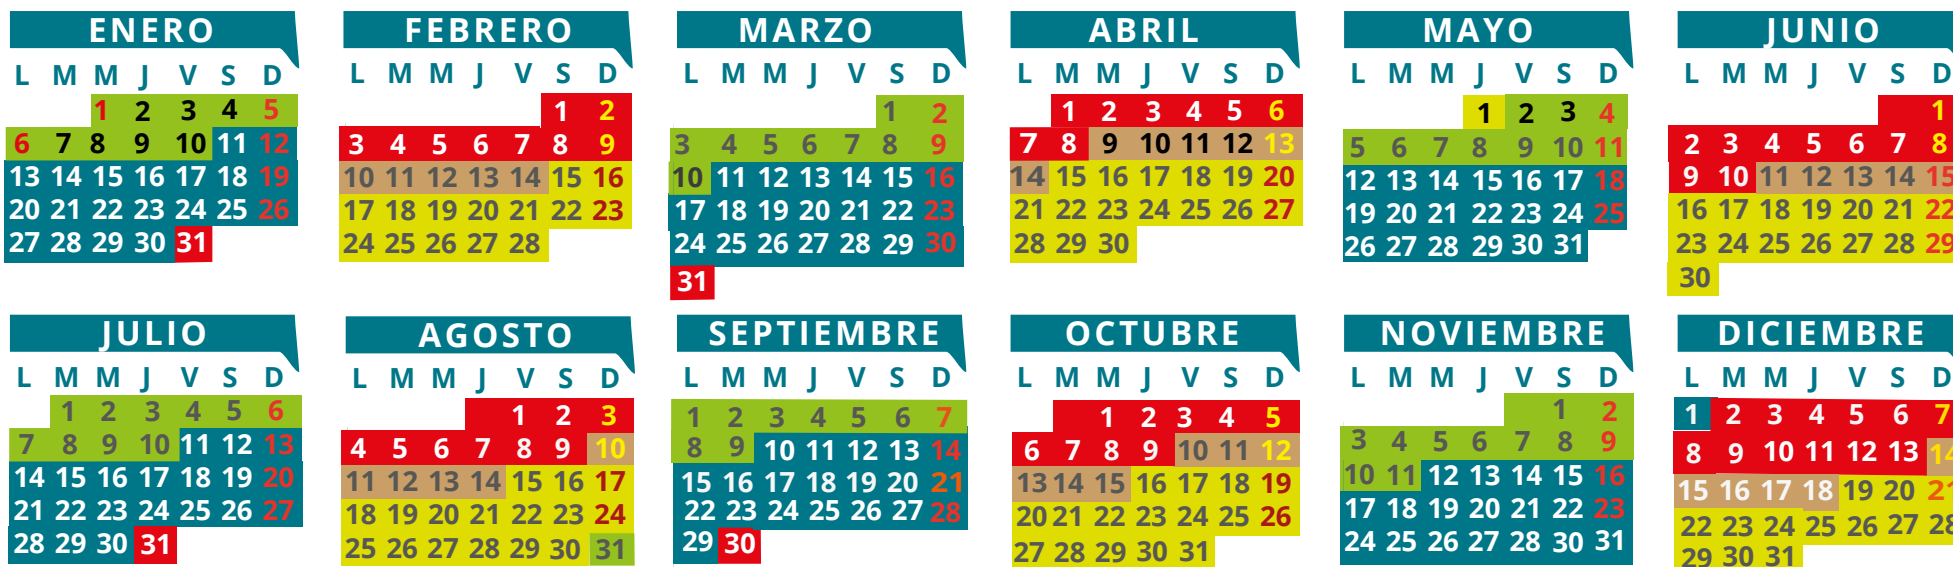 ENERO FEBRERO MARZO ABRIL MAYO JUNIO
L M M J V S D L M M J V S D L M M J V S D L M M J V S D L M M J V S D L M M J V S D
1 2 3 4 5 1 2 1 2 1 2 3 4 5 6 1 2 3 4 1
6 7 8 9 10 11 12 3 4 5 6 7 8 9 3 4 5 6 7 8 9 7 8 9 10 11 12 13 5 6 7 8 9 10 11 2 3 4 5 6 7 8
13 14 15 16 17 18 19 10 11 12 13 14 15 16 10 11 12 13 14 15 16 14 15 16 17 18 19 20 12 13 14 15 16 17 18 9 10 11 12 13 14 15
20 21 22 23 24 25 26 17 18 19 20 21 22 23 17 18 19 20 21 22 23 21 22 23 24 25 26 27 19 20 21 22 23 24 25 16 17 18 19 20 21 22
27 28 29 30 31 24 25 26 27 28 24 25 26 27 28 29 30 28 29 30 26 27 28 29 30 31 23 24 25 26 27 28 29
31 30
JULIO AGOSTO SEPTIEMBRE OCTUBRE NOVIEMBRE DICIEMBRE
L M M J V S D L M M J V S D L M M J V S D L M M J V S D L M M J V S D L M M J V S D
1 2 3 4 5 6 1 2 3 1 2 3 4 5 6 7 1 2 3 4 5 1 2 1 2 3 4 5 6 7
7 8 9 10 11 12 13 4 5 6 7 8 9 10 8 9 10 11 12 13 14 6 7 8 9 10 11 12 3 4 5 6 7 8 9 8 9 10 11 12 13 14
14 15 16 17 18 19 20 11 12 13 14 15 16 17 15 16 17 18 19 20 21 13 14 15 16 17 18 19 10 11 12 13 14 15 16 15 16 17 18 19 20 21
21 22 23 24 25 26 27 18 19 20 21 22 23 24 22 23 24 25 26 27 28 20 21 22 23 24 25 26 17 18 19 20 21 22 23 22 23 24 25 26 27 28
28 29 30 31 25 26 27 28 29 30 31 29 30 27 28 29 30 31 24 25 26 27 28 30 31 29 30 31